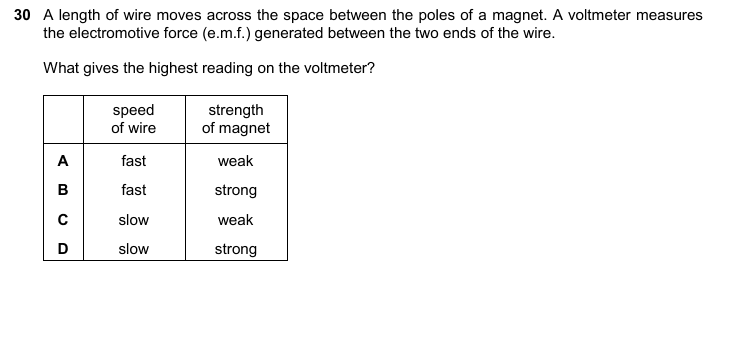 30 A length of wire moves across the space between the poles of a magnet. A voltmeter measures
the electromotive force (e.m.f.) generated between the two ends of the wire.
What gives the highest reading on the voltmeter?
speed of wire strength of magnet
A fast weak
B fast strong
C slow weak
D slow strong